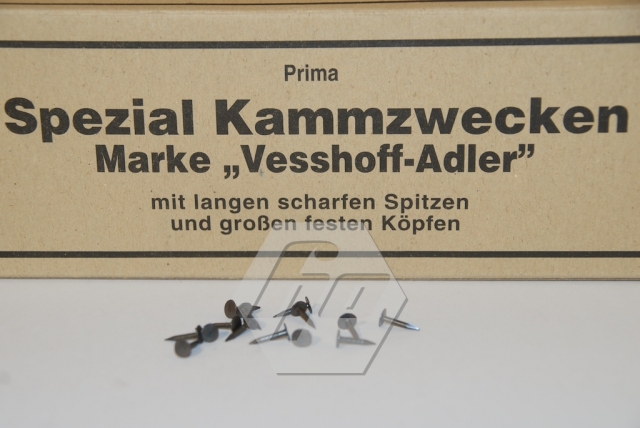 Prima
Spezial Kammzwecken
Marke „Vesshoff-Adler”
mit langen scharfen Spitzen
und großen festen Köpfen